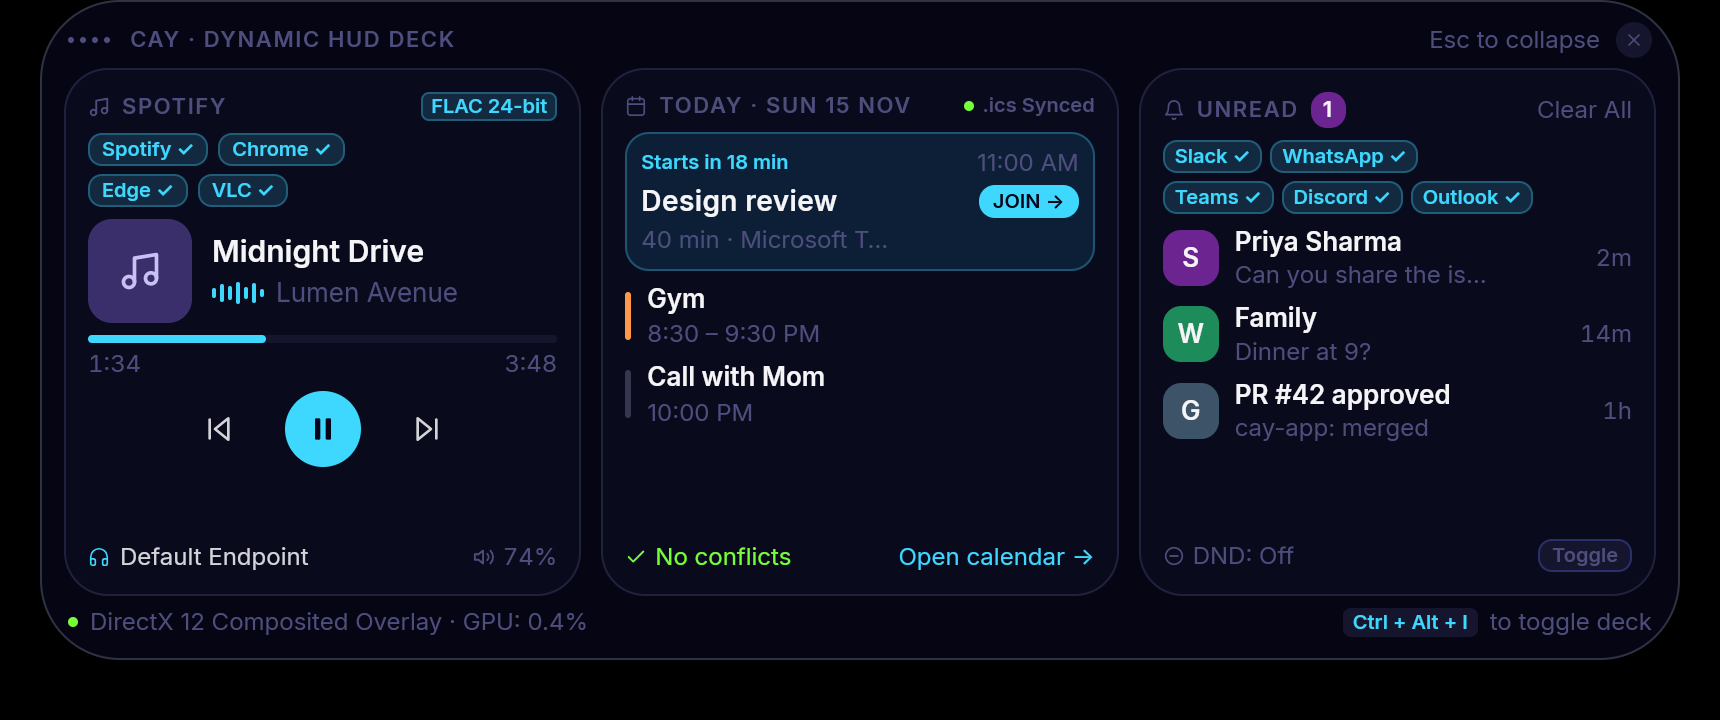 CAY · DYNAMIC HUD DECK
Esc to collapse
SPOTIFY
FLAC 24-bit
Spotify ✓
Chrome ✓
Edge ✓
VLC ✓
Midnight Drive
Lumen Avenue
1:34
3:48
Default Endpoint
74%
TODAY · SUN 15 NOV
.ics Synced
Starts in 18 min
11:00 AM
Design review
JOIN →
40 min · Microsoft T...
Gym
8:30 – 9:30 PM
Call with Mom
10:00 PM
No conflicts
Open calendar →
UNREAD
1
Clear All
Slack ✓
WhatsApp ✓
Teams ✓
Discord ✓
Outlook ✓
S
Priya Sharma
Can you share the is...
2m
W
Family
Dinner at 9?
14m
G
PR #42 approved
cay-app: merged
1h
DND: Off
Toggle
DirectX 12 Composited Overlay · GPU: 0.4%
Ctrl + Alt + I to toggle deck